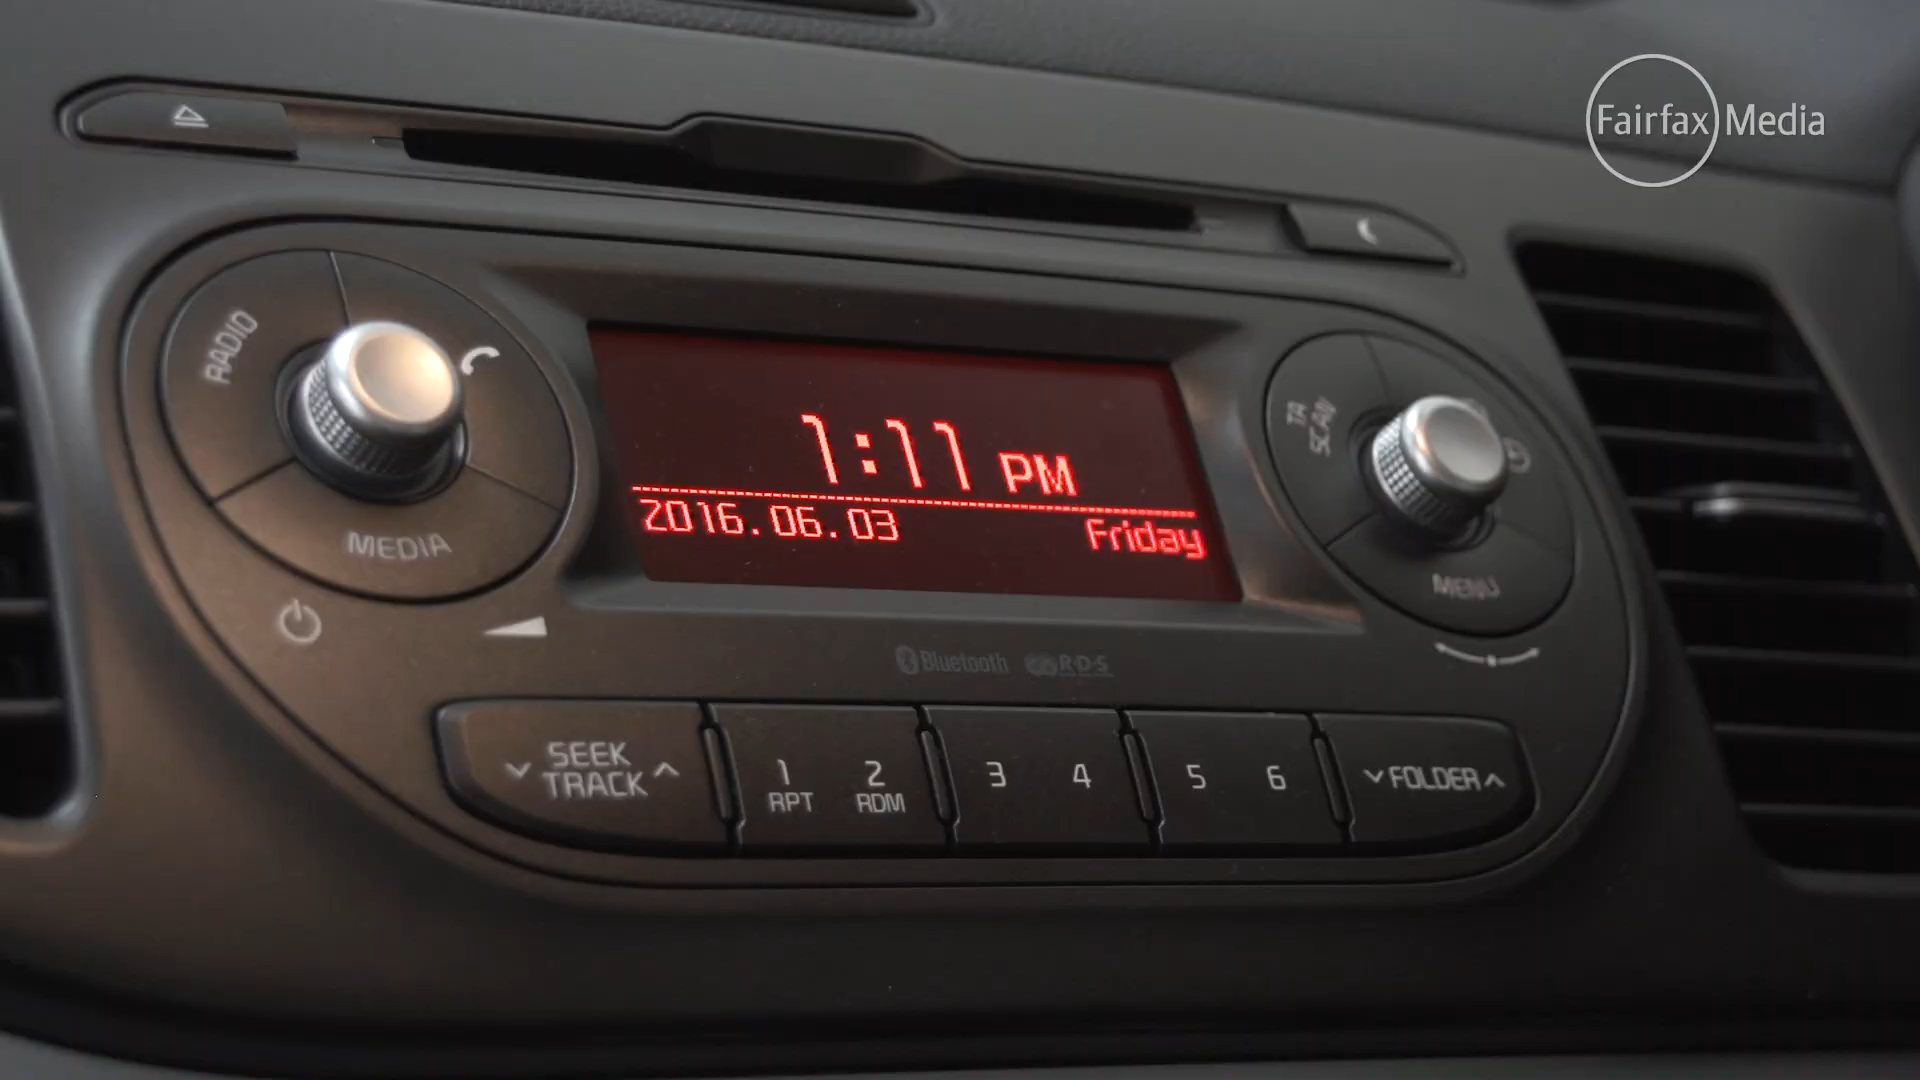 Fairfax Media
RADIO
MEDIA
1:11 PM
2016.06.03 Friday
TA
SCAN
MENU
Bluetooth R·D·S
SEEK
TRACK
1 2 3 4 5 6
RPT RDM
FOLDER